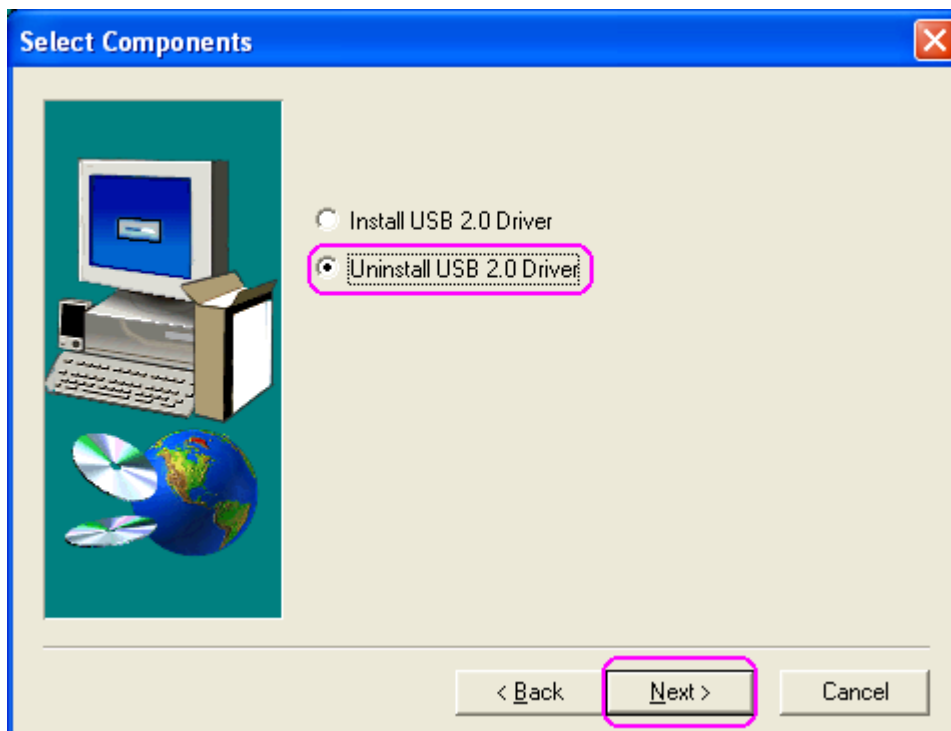 Select Components
Install USB 2.0 Driver
Uninstall USB 2.0 Driver
< Back
Next >
Cancel